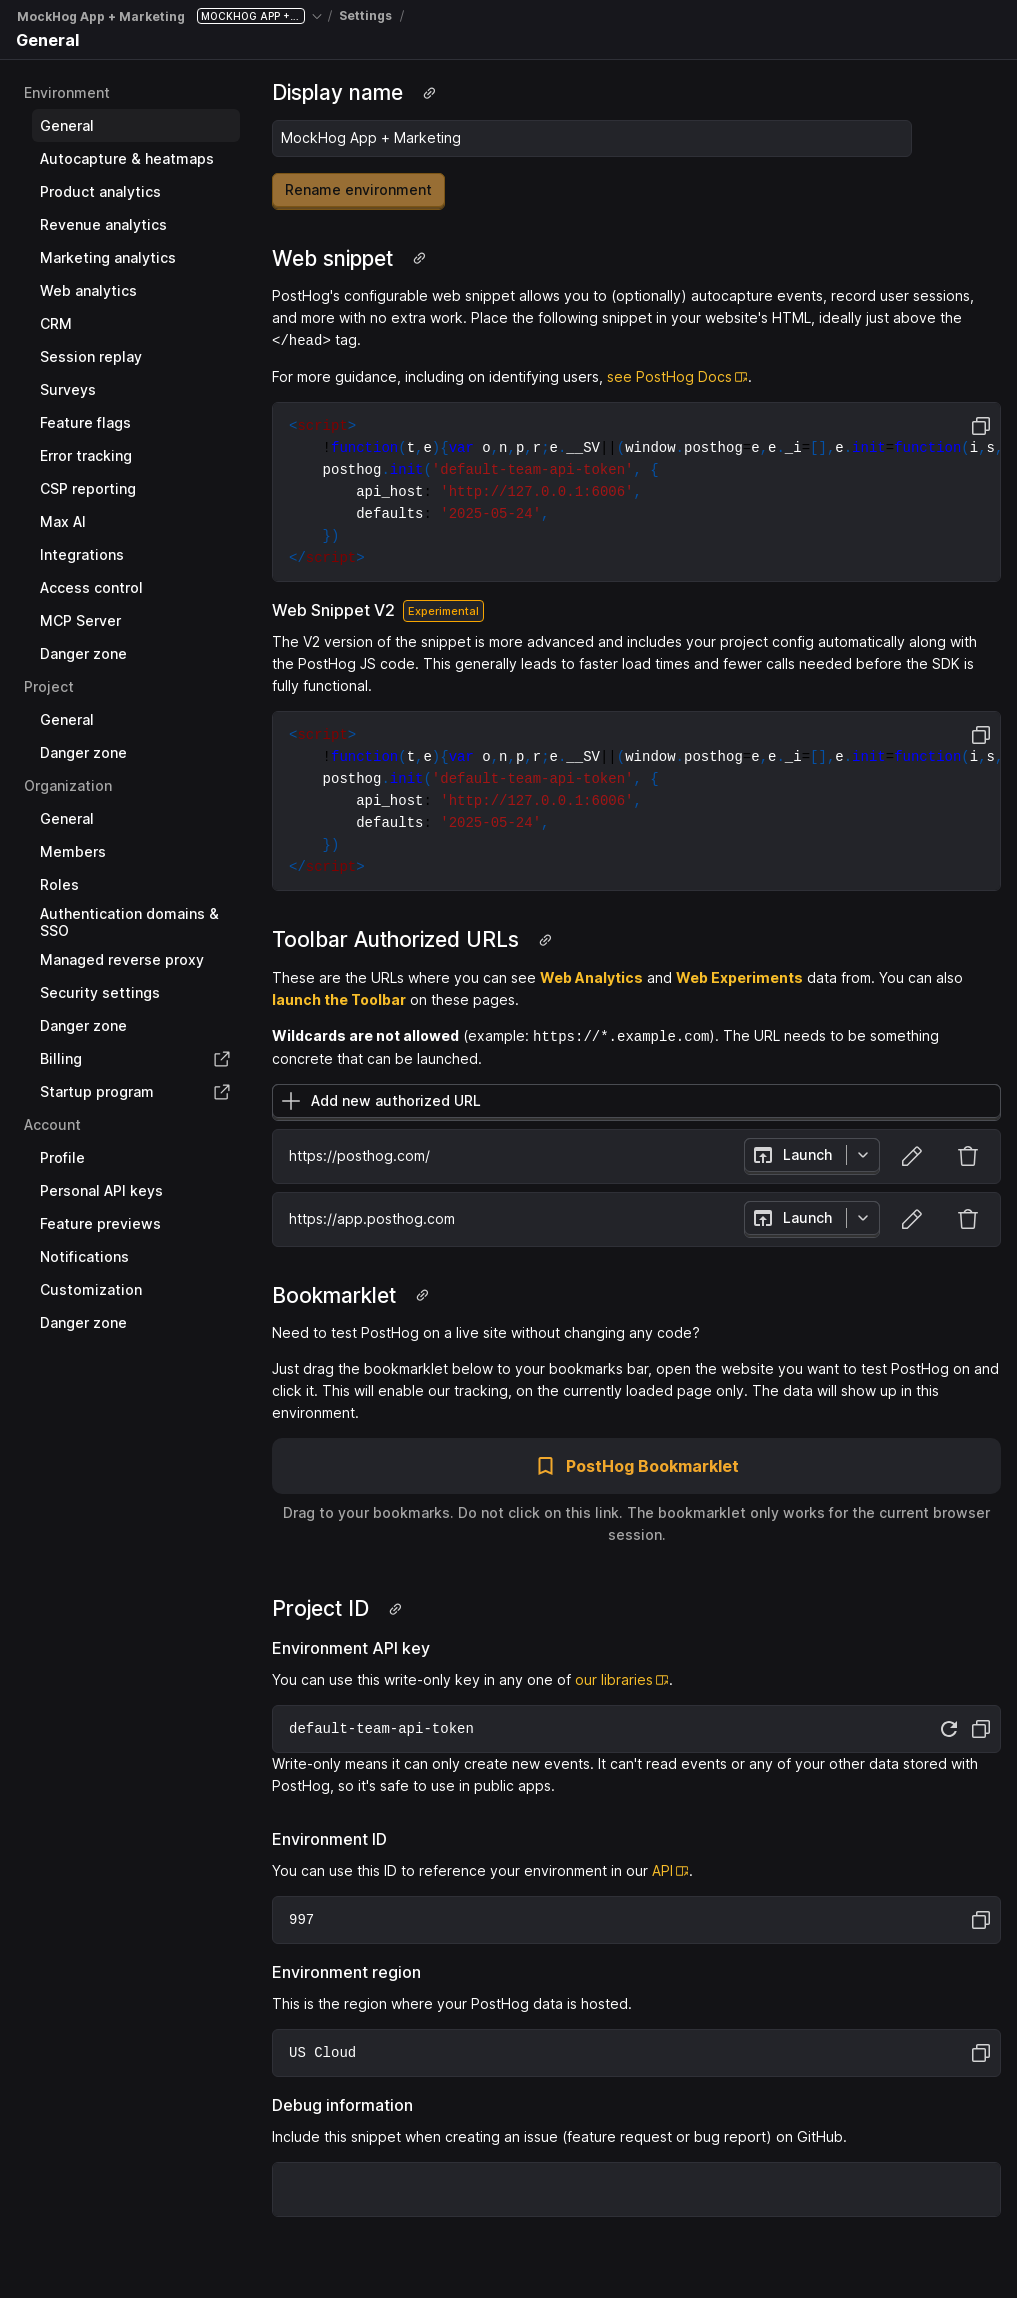 MockHog App + Marketing MOCKHOG APP +... / Settings /
General
Environment
General
Autocapture & heatmaps
Product analytics
Revenue analytics
Marketing analytics
Web analytics
CRM
Session replay
Surveys
Feature flags
Error tracking
CSP reporting
Max AI
Integrations
Access control
MCP Server
Danger zone
Project
General
Danger zone
Organization
General
Members
Roles
Authentication domains &
SSO
Managed reverse proxy
Security settings
Danger zone
Billing
Startup program
Account
Profile
Personal API keys
Feature previews
Notifications
Customization
Danger zone
Display name
MockHog App + Marketing
Rename environment
Web snippet
PostHog's configurable web snippet allows you to (optionally) autocapture events, record user sessions,
and more with no extra work. Place the following snippet in your website's HTML, ideally just above the
</head> tag.
For more guidance, including on identifying users, see PostHog Docs.
<script>
!function(t,e){var o,n,p,r;e.__SV||(window.posthog=e,e._i=[],e.init=function(i,s,
posthog.init('default-team-api-token', {
api_host: 'http://127.0.0.1:6006',
defaults: '2025-05-24',
})
</script>
Web Snippet V2 Experimental
The V2 version of the snippet is more advanced and includes your project config automatically along with
the PostHog JS code. This generally leads to faster load times and fewer calls needed before the SDK is
fully functional.
<script>
!function(t,e){var o,n,p,r;e.__SV||(window.posthog=e,e._i=[],e.init=function(i,s,
posthog.init('default-team-api-token', {
api_host: 'http://127.0.0.1:6006',
defaults: '2025-05-24',
})
</script>
Toolbar Authorized URLs
These are the URLs where you can see Web Analytics and Web Experiments data from. You can also
launch the Toolbar on these pages.
Wildcards are not allowed (example: https://*.example.com). The URL needs to be something
concrete that can be launched.
Add new authorized URL
https://posthog.com/ Launch
https://app.posthog.com Launch
Bookmarklet
Need to test PostHog on a live site without changing any code?
Just drag the bookmarklet below to your bookmarks bar, open the website you want to test PostHog on and
click it. This will enable our tracking, on the currently loaded page only. The data will show up in this
environment.
PostHog Bookmarklet
Drag to your bookmarks. Do not click on this link. The bookmarklet only works for the current browser
session.
Project ID
Environment API key
You can use this write-only key in any one of our libraries.
default-team-api-token
Write-only means it can only create new events. It can't read events or any of your other data stored with
PostHog, so it's safe to use in public apps.
Environment ID
You can use this ID to reference your environment in our API.
997
Environment region
This is the region where your PostHog data is hosted.
US Cloud
Debug information
Include this snippet when creating an issue (feature request or bug report) on GitHub.